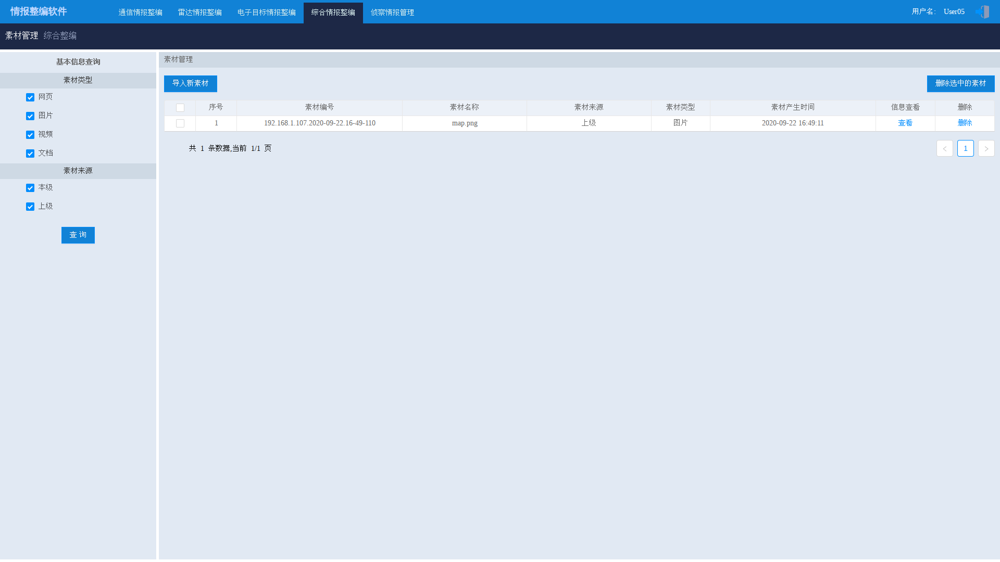 情报整编软件 通信情报整编 雷达情报整编 电子目标情报整编 综合情报整编 侦察情报管理 用户名： User05
素材管理 综合整编
基本信息查询
素材类型
网页
图片
视频
文档
素材来源
本级
上级
查 询
素材管理
导入新素材 删除选中的素材
序号 素材编号 素材名称 素材来源 素材类型 素材产生时间 信息查看 删除
1 192.168.1.107.2020-09-22.16-49-110 map.png 上级 图片 2020-09-22 16:49:11 查看 删除
共 1 条数据,当前 1/1 页 < 1 >